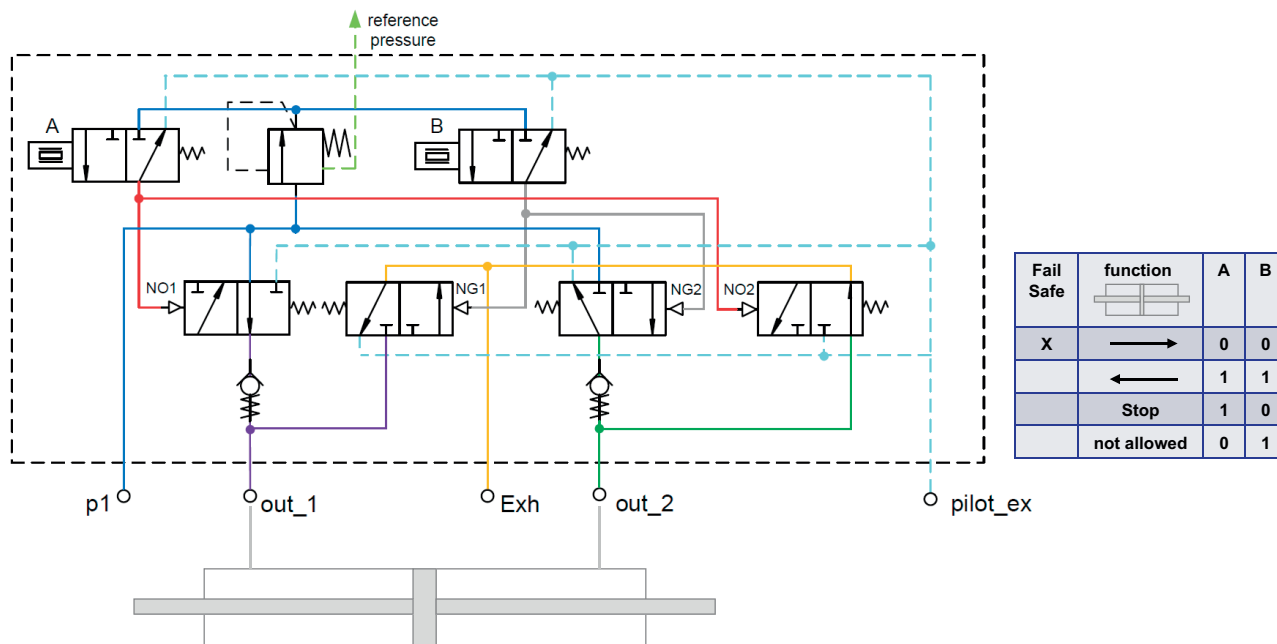 reference
pressure
A
B
NO1
NG1
NG2
NO2
p1
out_1
Exh
out_2
pilot_ex
Fail
Safe
function
A
B
X
0
0
1
1
Stop
1
0
not allowed
0
1